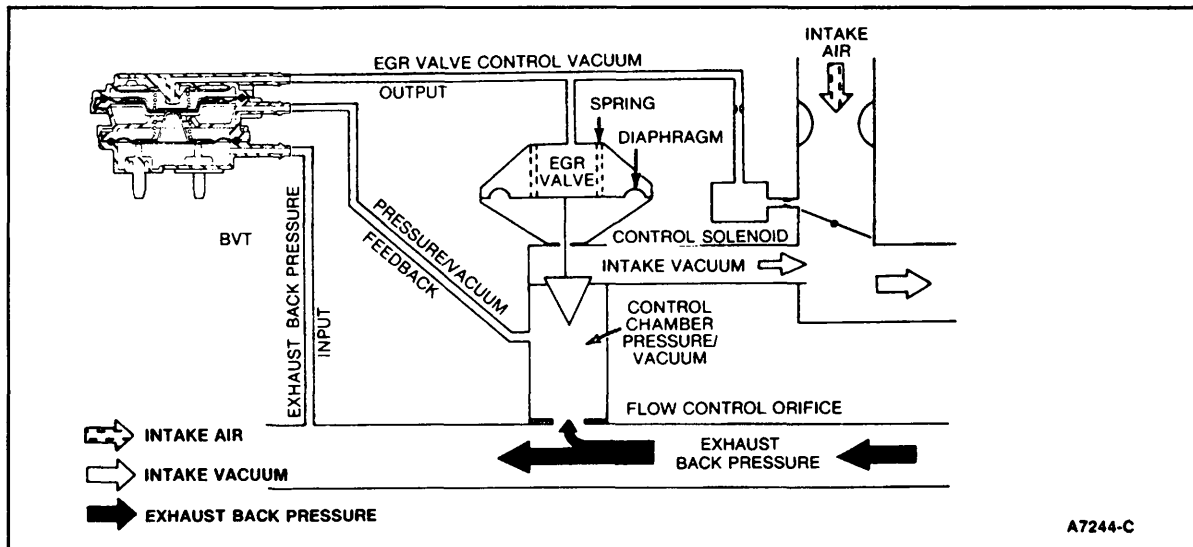 INTAKE
AIR
EGR VALVE CONTROL VACUUM
OUTPUT
SPRING
DIAPHRAGM
EGR
VALVE
BVT
EXHAUST BACK PRESSURE
INPUT
PRESSURE/VACUUM
FEEDBACK
CONTROL SOLENOID
INTAKE VACUUM
CONTROL
CHAMBER
PRESSURE/
VACUUM
FLOW CONTROL ORIFICE
EXHAUST
BACK PRESSURE
INTAKE AIR
INTAKE VACUUM
EXHAUST BACK PRESSURE
A7244-C